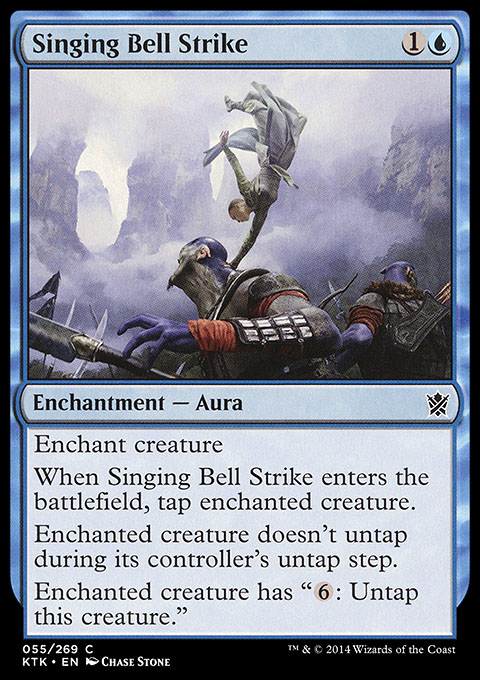 Singing Bell Strike 1
Enchantment — Aura
Enchant creature
When Singing Bell Strike enters the
battlefield, tap enchanted creature.
Enchanted creature doesn't untap
during its controller's untap step.
Enchanted creature has “6: Untap
this creature.”
055/269 C
KTK • EN Chase Stone
™ & © 2014 Wizards of the Coast